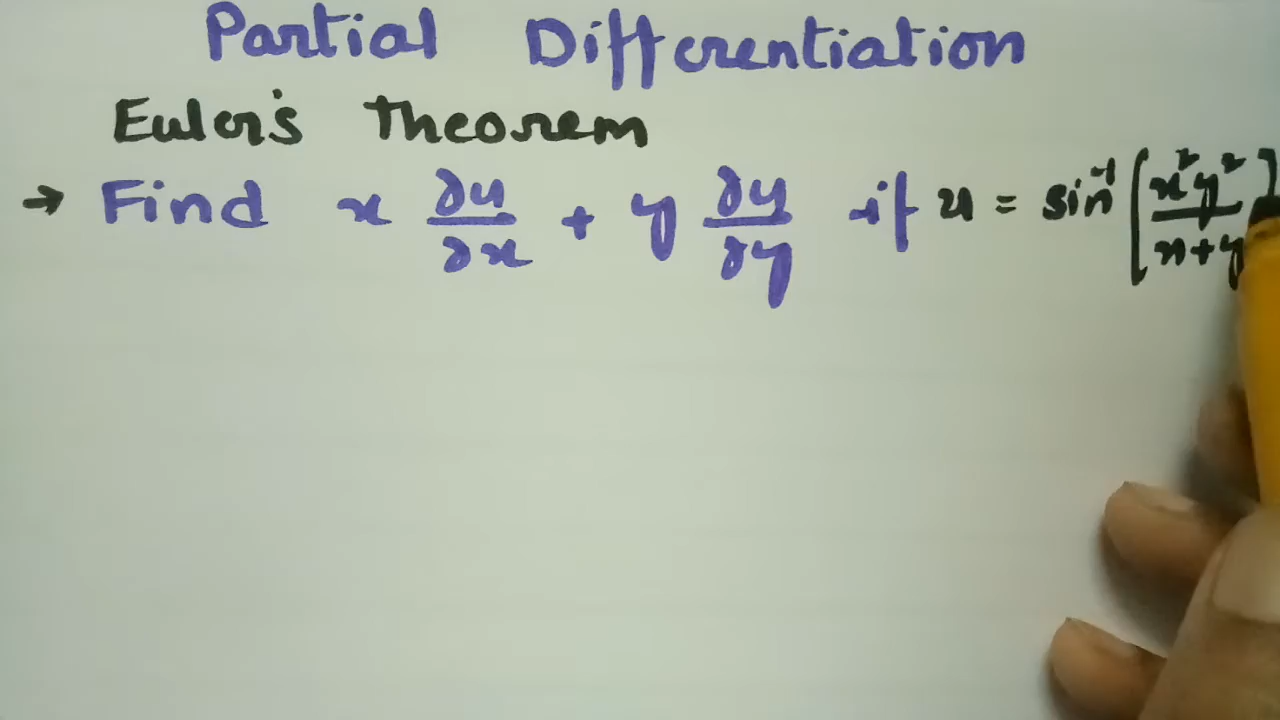 Partial Differentiation
Euler's Theorem
→ Find x ∂u/∂x + y ∂u/∂y if u = sin⁻¹ [x²y²/x+y]